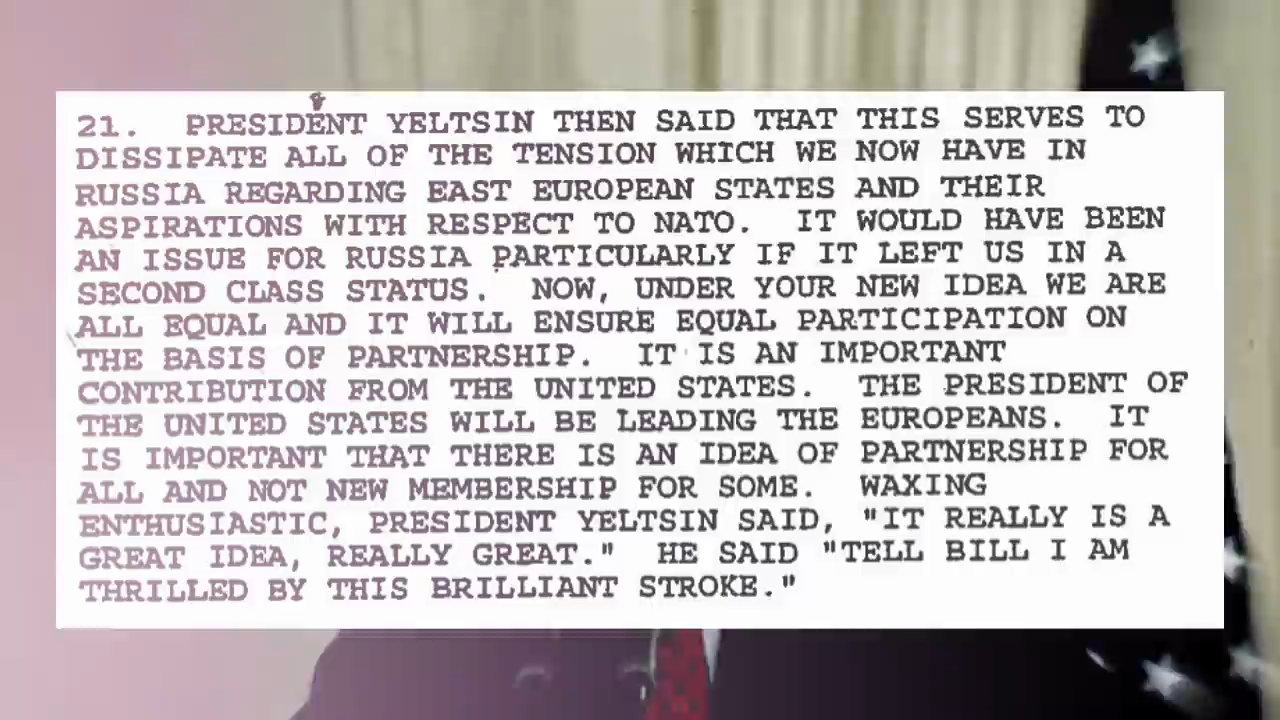 21. PRESIDENT YELTSIN THEN SAID THAT THIS SERVES TO
DISSIPATE ALL OF THE TENSION WHICH WE NOW HAVE IN
RUSSIA REGARDING EAST EUROPEAN STATES AND THEIR
ASPIRATIONS WITH RESPECT TO NATO. IT WOULD HAVE BEEN
AN ISSUE FOR RUSSIA PARTICULARLY IF IT LEFT US IN A
SECOND CLASS STATUS. NOW, UNDER YOUR NEW IDEA WE ARE
ALL EQUAL AND IT WILL ENSURE EQUAL PARTICIPATION ON
THE BASIS OF PARTNERSHIP. IT IS AN IMPORTANT
CONTRIBUTION FROM THE UNITED STATES. THE PRESIDENT OF
THE UNITED STATES WILL BE LEADING THE EUROPEANS. IT
IS IMPORTANT THAT THERE IS AN IDEA OF PARTNERSHIP FOR
ALL AND NOT NEW MEMBERSHIP FOR SOME. WAXING
ENTHUSIASTIC, PRESIDENT YELTSIN SAID, "IT REALLY IS A
GREAT IDEA, REALLY GREAT." HE SAID "TELL BILL I AM
THRILLED BY THIS BRILLIANT STROKE."